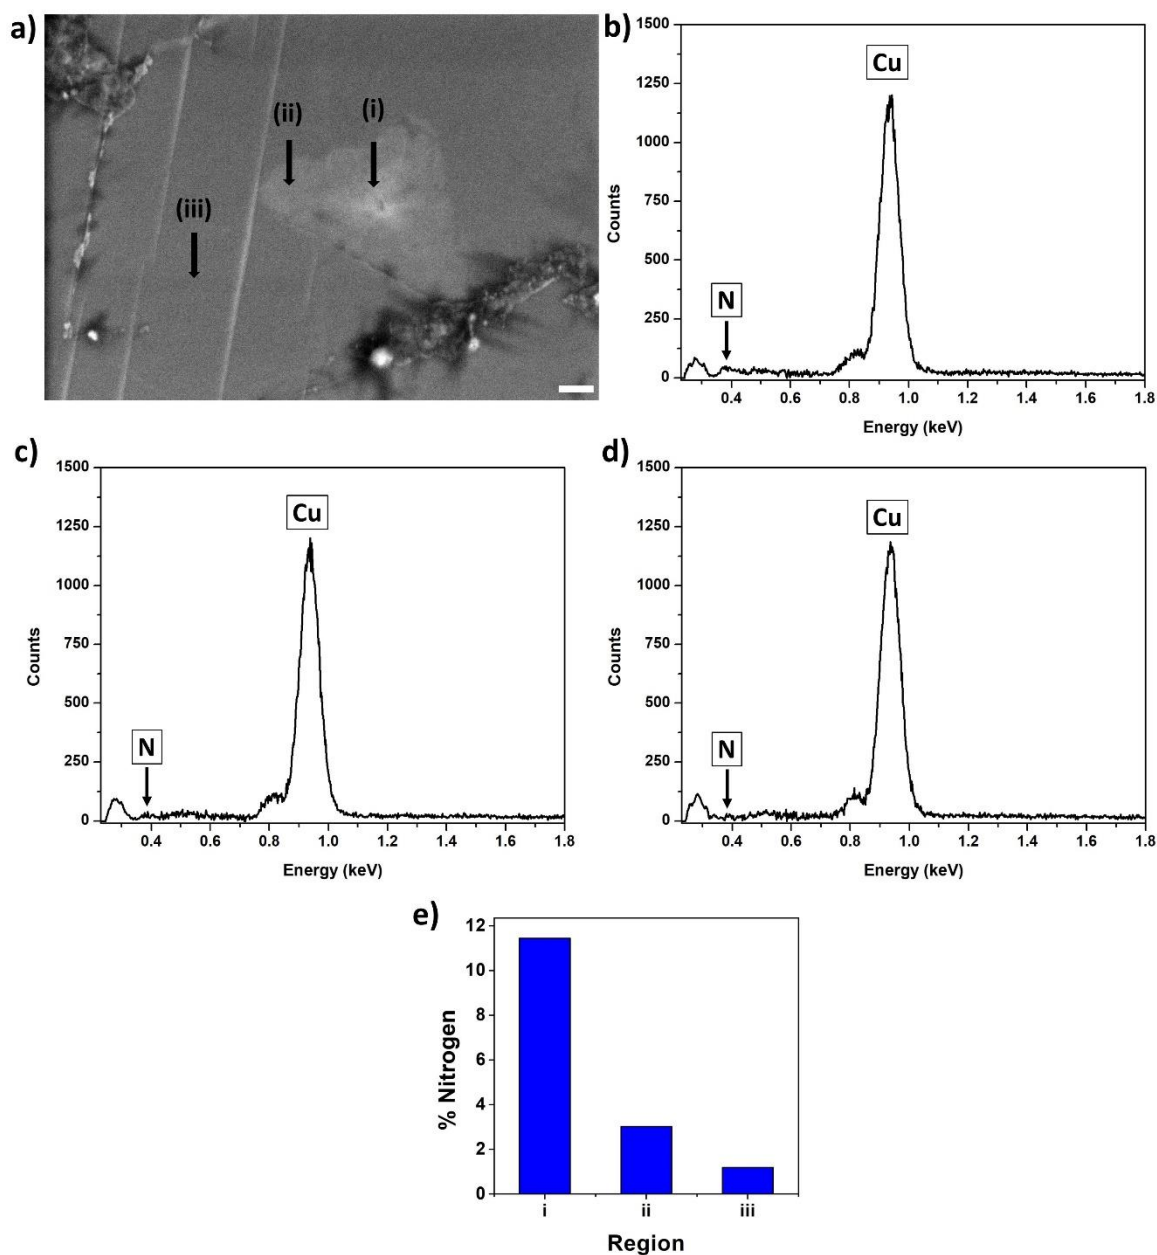 a)
(i)
(ii)
(iii)
b)
1500
1250
1000
750
500
250
0
Counts
Cu
N
0.4 0.6 0.8 1.0 1.2 1.4 1.6 1.8
Energy (keV)
c)
1500
1250
1000
750
500
250
0
Counts
Cu
N
0.4 0.6 0.8 1.0 1.2 1.4 1.6 1.8
Energy (keV)
d)
1500
1250
1000
750
500
250
0
Counts
Cu
N
0.4 0.6 0.8 1.0 1.2 1.4 1.6 1.8
Energy (keV)
e)
12
10
8
6
4
2
0
% Nitrogen
i ii iii
Region